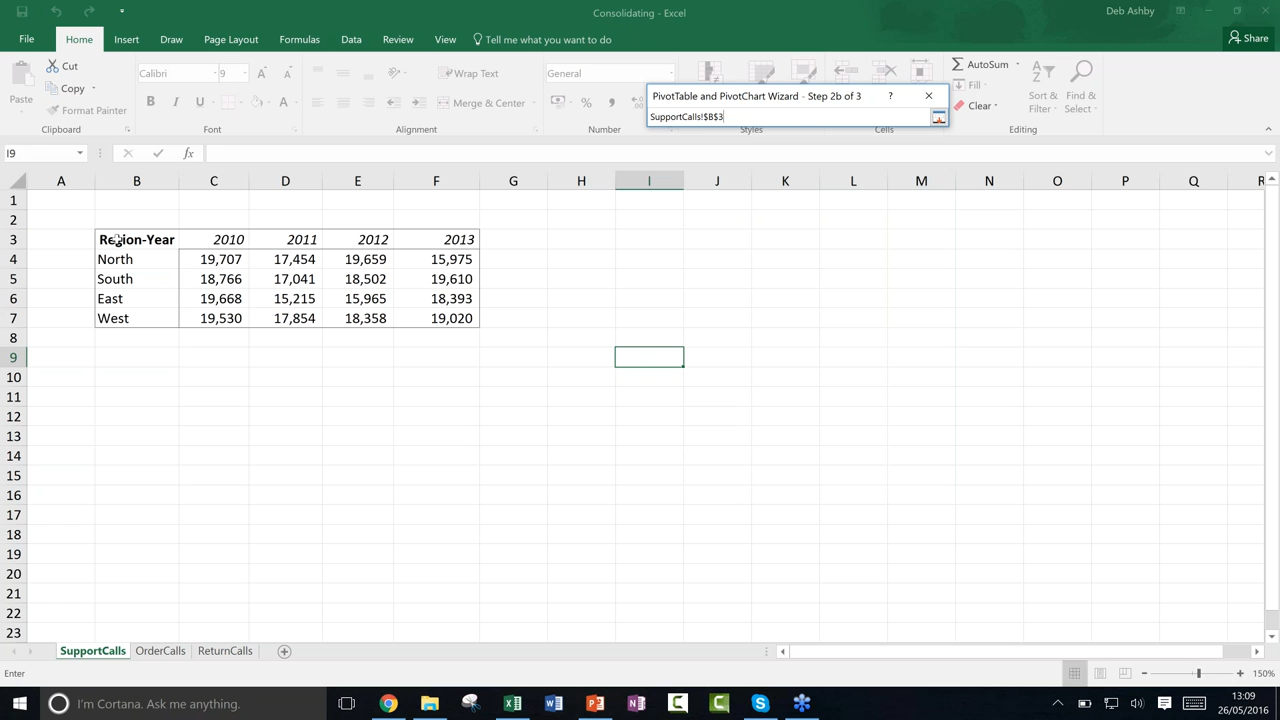 Consolidating - Excel
Deb Ashby
File Home Insert Draw Page Layout Formulas Data Review View Tell me what you want to do Share
Cut
Copy
Format Painter
Paste
Clipboard
Calibri 9
B I U
Font
Wrap Text
Merge & Center
Alignment
General
%
Number
Styles
Cells
AutoSum
Fill
Clear
Sort & Filter
Find & Select
Editing
PivotTable and PivotChart Wizard - Step 2b of 3 ?
SupportCalls!$B$3
I9 fx
A B C D E F G H I J K L M N O P Q R
1
2
3 Region-Year 2010 2011 2012 2013
4 North 19,707 17,454 19,659 15,975
5 South 18,766 17,041 18,502 19,610
6 East 19,668 15,215 15,965 18,393
7 West 19,530 17,854 18,358 19,020
8
9
10
11
12
13
14
15
16
17
18
19
20
21
22
23
SupportCalls OrderCalls ReturnCalls
Enter 150%
I'm Cortana. Ask me anything.
13:09
26/05/2016